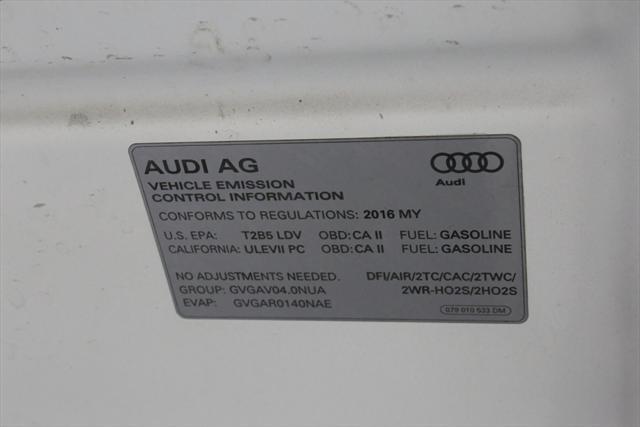 AUDI AG
Audi
VEHICLE EMISSION
CONTROL INFORMATION
CONFORMS TO REGULATIONS: 2016 MY
U.S. EPA: T2B5 LDV OBD: CA II FUEL: GASOLINE
CALIFORNIA: ULEVII PC OBD: CA II FUEL: GASOLINE
NO ADJUSTMENTS NEEDED. DFI/AIR/2TC/CAC/2TWC/
GROUP: GVGAV04.0NUA 2WR-HO2S/2HO2S
EVAP: GVGAR0140NAE
079 010 533 DM